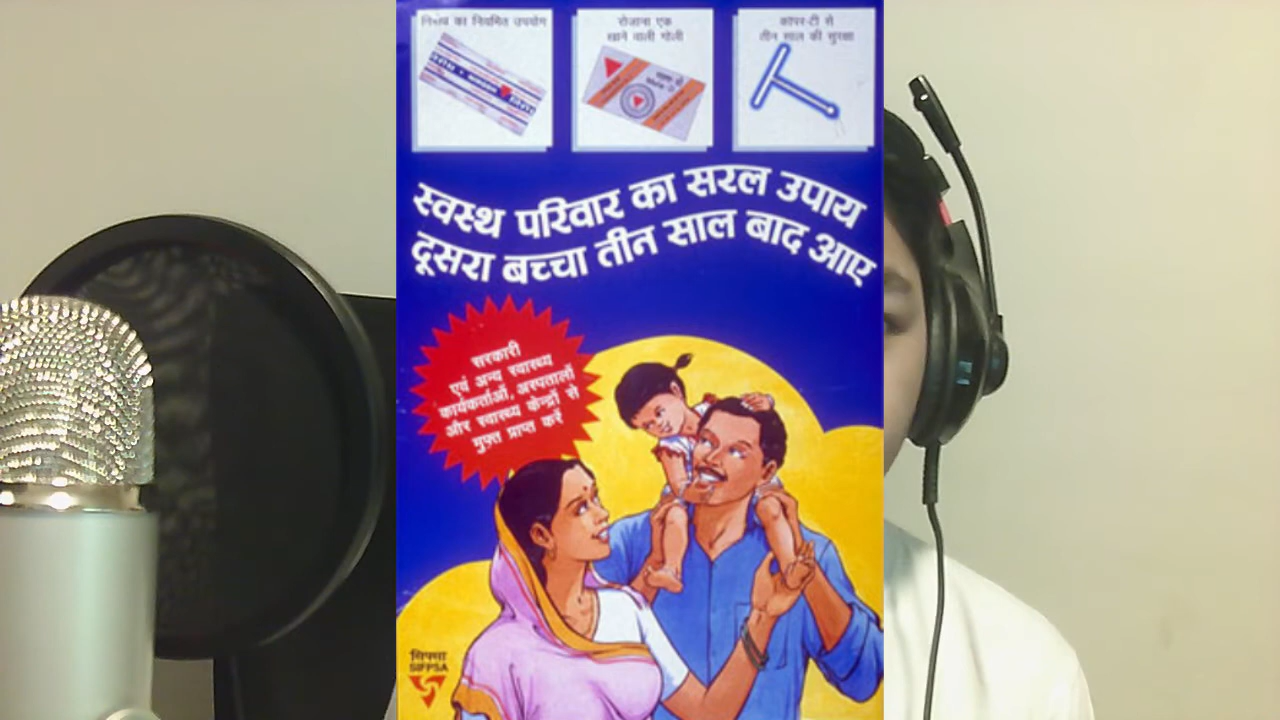 निरोध का नियमित उपयोग
रोजाना एक
खाने वाली गोली
कॉपर-टी से
तीन साल की सुरक्षा
स्वस्थ परिवार का सरल उपाय
दूसरा बच्चा तीन साल बाद आए
सरकारी
एवं अन्य स्वास्थ्य
कार्यकर्ताओं, अस्पतालों
और स्वास्थ्य केन्द्रों से
मुफ़्त प्राप्त करें
सिफ्सा
SIFPSA